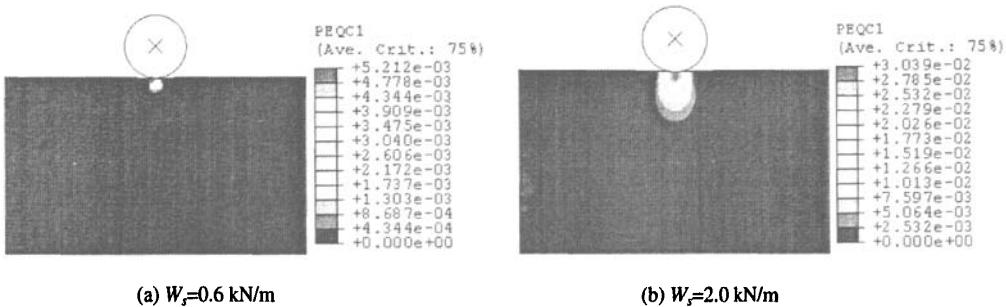 PEQC1
(Ave. Crit.: 75%)
+5.212e-03
+4.778e-03
+4.344e-03
+3.909e-03
+3.475e-03
+3.040e-03
+2.606e-03
+2.172e-03
+1.737e-03
+1.303e-03
+8.687e-04
+4.344e-04
+0.000e+00
PEQC1
(Ave. Crit.: 75%)
+3.039e-02
+2.785e-02
+2.532e-02
+2.279e-02
+2.026e-02
+1.773e-02
+1.519e-02
+1.266e-02
+1.013e-02
+7.597e-03
+5.064e-03
+2.532e-03
+0.000e+00
(a) Wₛ=0.6 kN/m
(b) Wₛ=2.0 kN/m